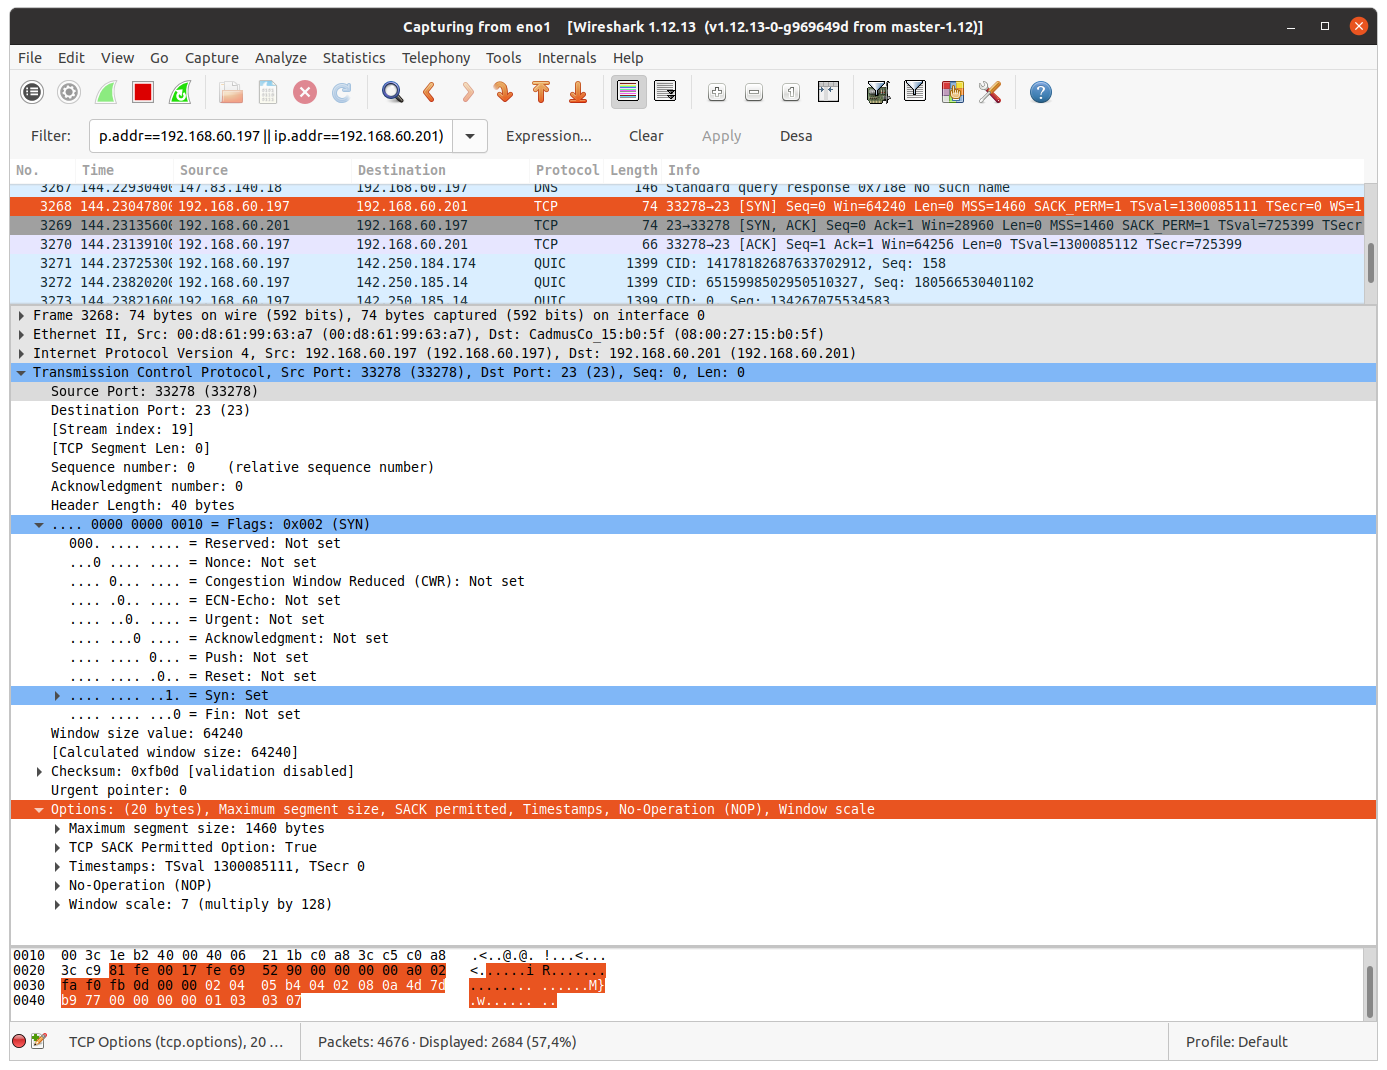 Capturing from eno1 [Wireshark 1.12.13 (v1.12.13-0-g969649d from master-1.12)]
File Edit View Go Capture Analyze Statistics Telephony Tools Internals Help
Filter: p.addr==192.168.60.197 || ip.addr==192.168.60.201) Expression... Clear Apply Desa
No. Time Source Destination Protocol Length Info
3267 144.22930400 147.83.140.18 192.168.60.197 DNS 146 Standard query response 0x718e No such name
3268 144.23047800 192.168.60.197 192.168.60.201 TCP 74 33278→23 [SYN] Seq=0 Win=64240 Len=0 MSS=1460 SACK_PERM=1 TSval=1300085111 TSecr=0 WS=1
3269 144.23135600 192.168.60.201 192.168.60.197 TCP 74 23→33278 [SYN, ACK] Seq=0 Ack=1 Win=28960 Len=0 MSS=1460 SACK_PERM=1 TSval=725399 TSecr
3270 144.23139100 192.168.60.197 192.168.60.201 TCP 66 33278→23 [ACK] Seq=1 Ack=1 Win=64256 Len=0 TSval=1300085112 TSecr=725399
3271 144.23725300 192.168.60.197 142.250.184.174 QUIC 1399 CID: 14178182687633702912, Seq: 158
3272 144.23820200 192.168.60.197 142.250.185.14 QUIC 1399 CID: 6515998502950510327, Seq: 180566530401102
3273 144.23821600 192.168.60.197 142.250.185.14 QUIC 1399 CID: 0, Seq: 134267075534583
Frame 3268: 74 bytes on wire (592 bits), 74 bytes captured (592 bits) on interface 0
Ethernet II, Src: 00:d8:61:99:63:a7 (00:d8:61:99:63:a7), Dst: CadmusCo_15:b0:5f (08:00:27:15:b0:5f)
Internet Protocol Version 4, Src: 192.168.60.197 (192.168.60.197), Dst: 192.168.60.201 (192.168.60.201)
Transmission Control Protocol, Src Port: 33278 (33278), Dst Port: 23 (23), Seq: 0, Len: 0
Source Port: 33278 (33278)
Destination Port: 23 (23)
[Stream index: 19]
[TCP Segment Len: 0]
Sequence number: 0 (relative sequence number)
Acknowledgment number: 0
Header Length: 40 bytes
.... 0000 0000 0010 = Flags: 0x002 (SYN)
000. .... .... = Reserved: Not set
...0 .... .... = Nonce: Not set
.... 0... .... = Congestion Window Reduced (CWR): Not set
.... .0.. .... = ECN-Echo: Not set
.... ..0. .... = Urgent: Not set
.... ...0 .... = Acknowledgment: Not set
.... .... 0... = Push: Not set
.... .... .0.. = Reset: Not set
.... .... ..1. = Syn: Set
.... .... ...0 = Fin: Not set
Window size value: 64240
[Calculated window size: 64240]
Checksum: 0xfb0d [validation disabled]
Urgent pointer: 0
Options: (20 bytes), Maximum segment size, SACK permitted, Timestamps, No-Operation (NOP), Window scale
Maximum segment size: 1460 bytes
TCP SACK Permitted Option: True
Timestamps: TSval 1300085111, TSecr 0
No-Operation (NOP)
Window scale: 7 (multiply by 128)
0010 00 3c 1e b2 40 00 40 06 21 1b c0 a8 3c c5 c0 a8 .<..@.@. !...<...
0020 3c c9 81 fe 00 17 fe 69 52 90 00 00 00 00 a0 02 <......i R.......
0030 fa f0 fb 0d 00 00 02 04 05 b4 04 02 08 0a 4d 7d ........ ......M}
0040 b9 77 00 00 00 00 01 03 03 07 .w...... ..
TCP Options (tcp.options), 20 ... Packets: 4676 · Displayed: 2684 (57,4%) Profile: Default